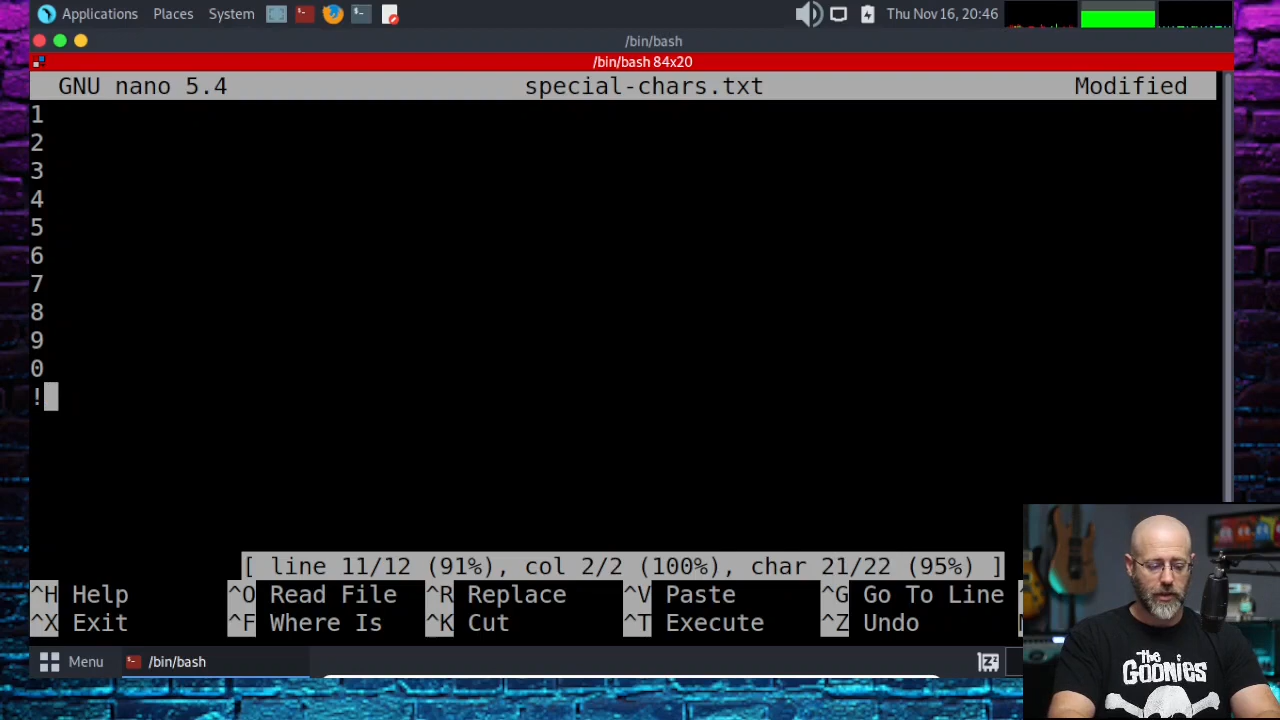 Applications Places System Thu Nov 16, 20:46
/bin/bash
/bin/bash 84x20
GNU nano 5.4 special-chars.txt Modified
1
2
3
4
5
6
7
8
9
0
!
[ line 11/12 (91%), col 2/2 (100%), char 21/22 (95%) ]
^H Help ^O Read File ^R Replace ^V Paste ^G Go To Line
^X Exit ^F Where Is ^K Cut ^T Execute ^Z Undo
Menu /bin/bash
the
GOONIES